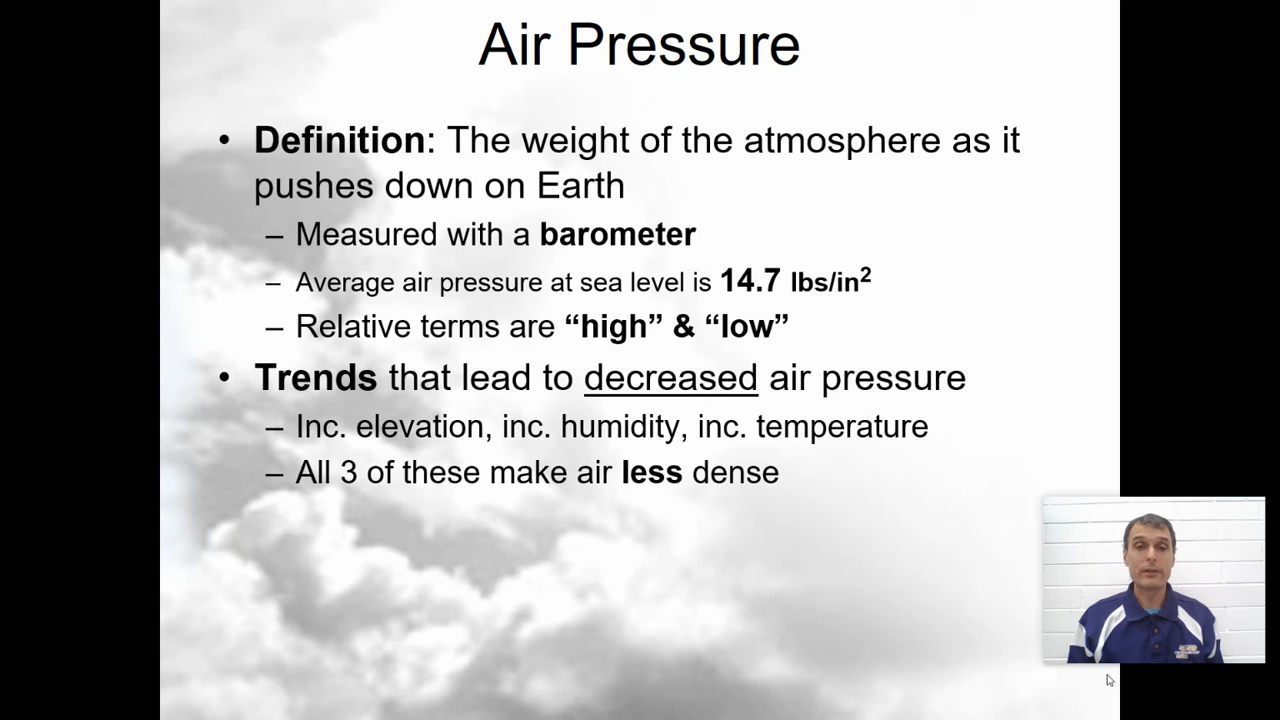 Air Pressure
• Definition: The weight of the atmosphere as it
pushes down on Earth
– Measured with a barometer
– Average air pressure at sea level is 14.7 lbs/in²
– Relative terms are “high” & “low”
• Trends that lead to decreased air pressure
– Inc. elevation, inc. humidity, inc. temperature
– All 3 of these make air less dense